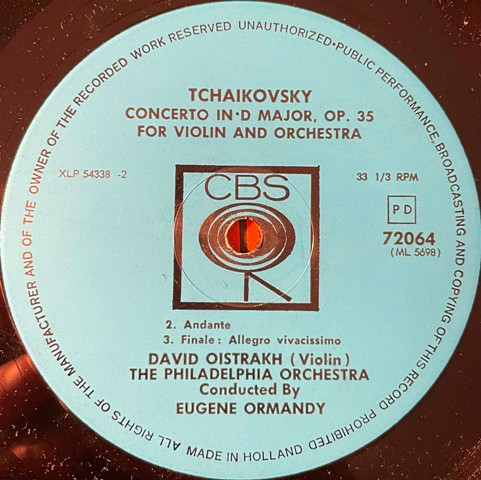 ALL RIGHTS OF THE MANUFACTURER AND OF THE OWNER OF THE RECORDED WORK RESERVED UNAUTHORIZED•PUBLIC PERFORMANCE, BROADCASTING AND COPYING OF THIS RECORD PROHIBITED
TCHAIKOVSKY
CONCERTO IN•D MAJOR, OP. 35
FOR VIOLIN AND ORCHESTRA
XLP 54338 -2
CBS
33 1/3 RPM
PD
72064
(ML 5698)
2. Andante
3. Finale: Allegro vivacissimo
DAVID OISTRAKH (Violin)
THE PHILADELPHIA ORCHESTRA
Conducted By
EUGENE ORMANDY
MADE IN HOLLAND